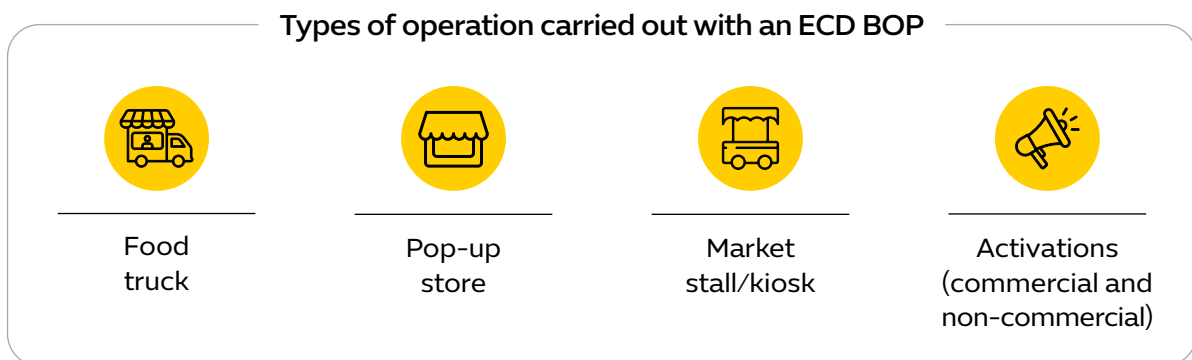 Types of operation carried out with an ECD BOP
Food
truck
Pop-up
store
Market
stall/kiosk
Activations
(commercial and
non-commercial)